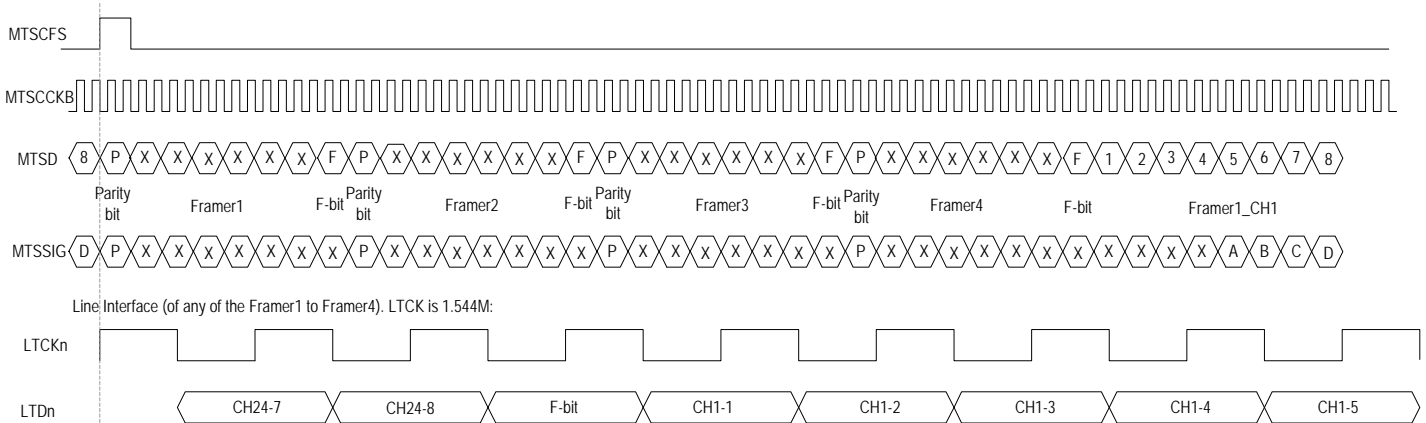 MTSCFS
MTSCCKB
MTSD 8 P X X X X X X F P X X X X X X F P X X X X X X F P X X X X X X F 1 2 3 4 5 6 7 8
Parity bit Framer1 F-bit Parity bit Framer2 F-bit Parity bit Framer3 F-bit Parity bit Framer4 F-bit Framer1_CH1
MTSSIG D P X X X X X X X P X X X X X X X P X X X X X X X P X X X X X X X X X X X A B C D
Line Interface (of any of the Framer1 to Framer4). LTCK is 1.544M:
LTCKn
LTDn CH24-7 CH24-8 F-bit CH1-1 CH1-2 CH1-3 CH1-4 CH1-5